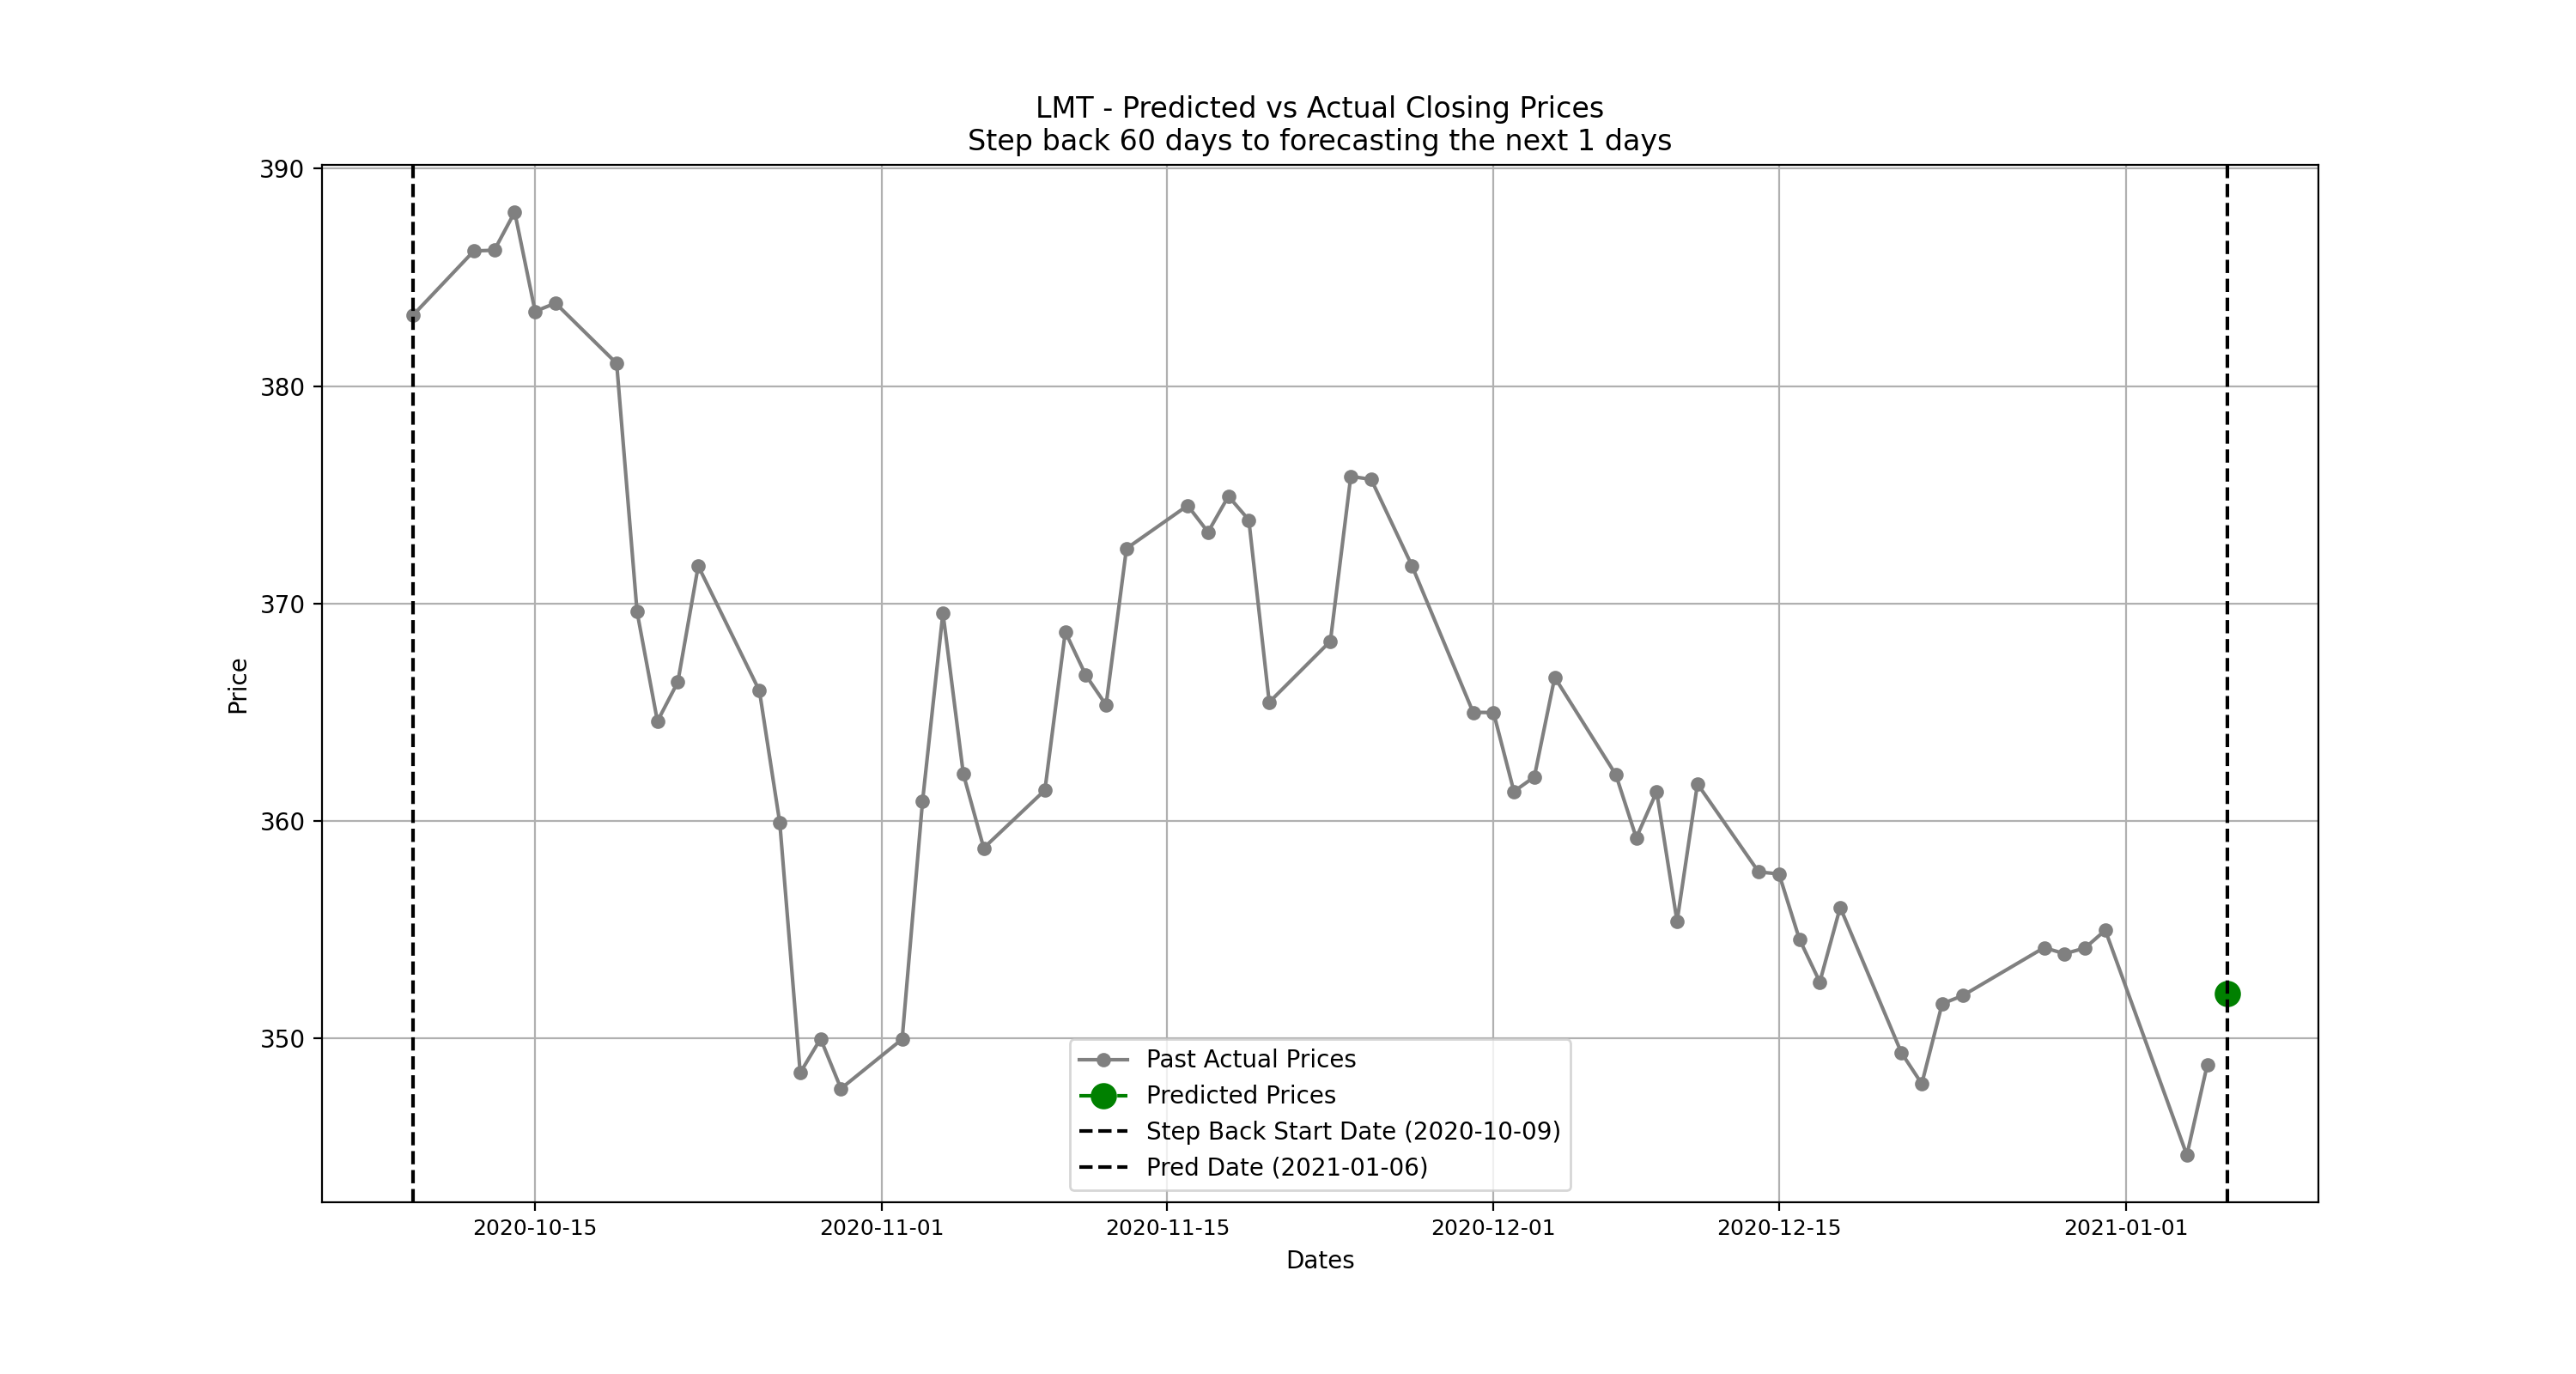 LMT - Predicted vs Actual Closing Prices
Step back 60 days to forecasting the next 1 days
390
380
370
360
350
Price
Past Actual Prices
Predicted Prices
Step Back Start Date (2020-10-09)
Pred Date (2021-01-06)
2020-10-15
2020-11-01
2020-11-15
2020-12-01
2020-12-15
2021-01-01
Dates